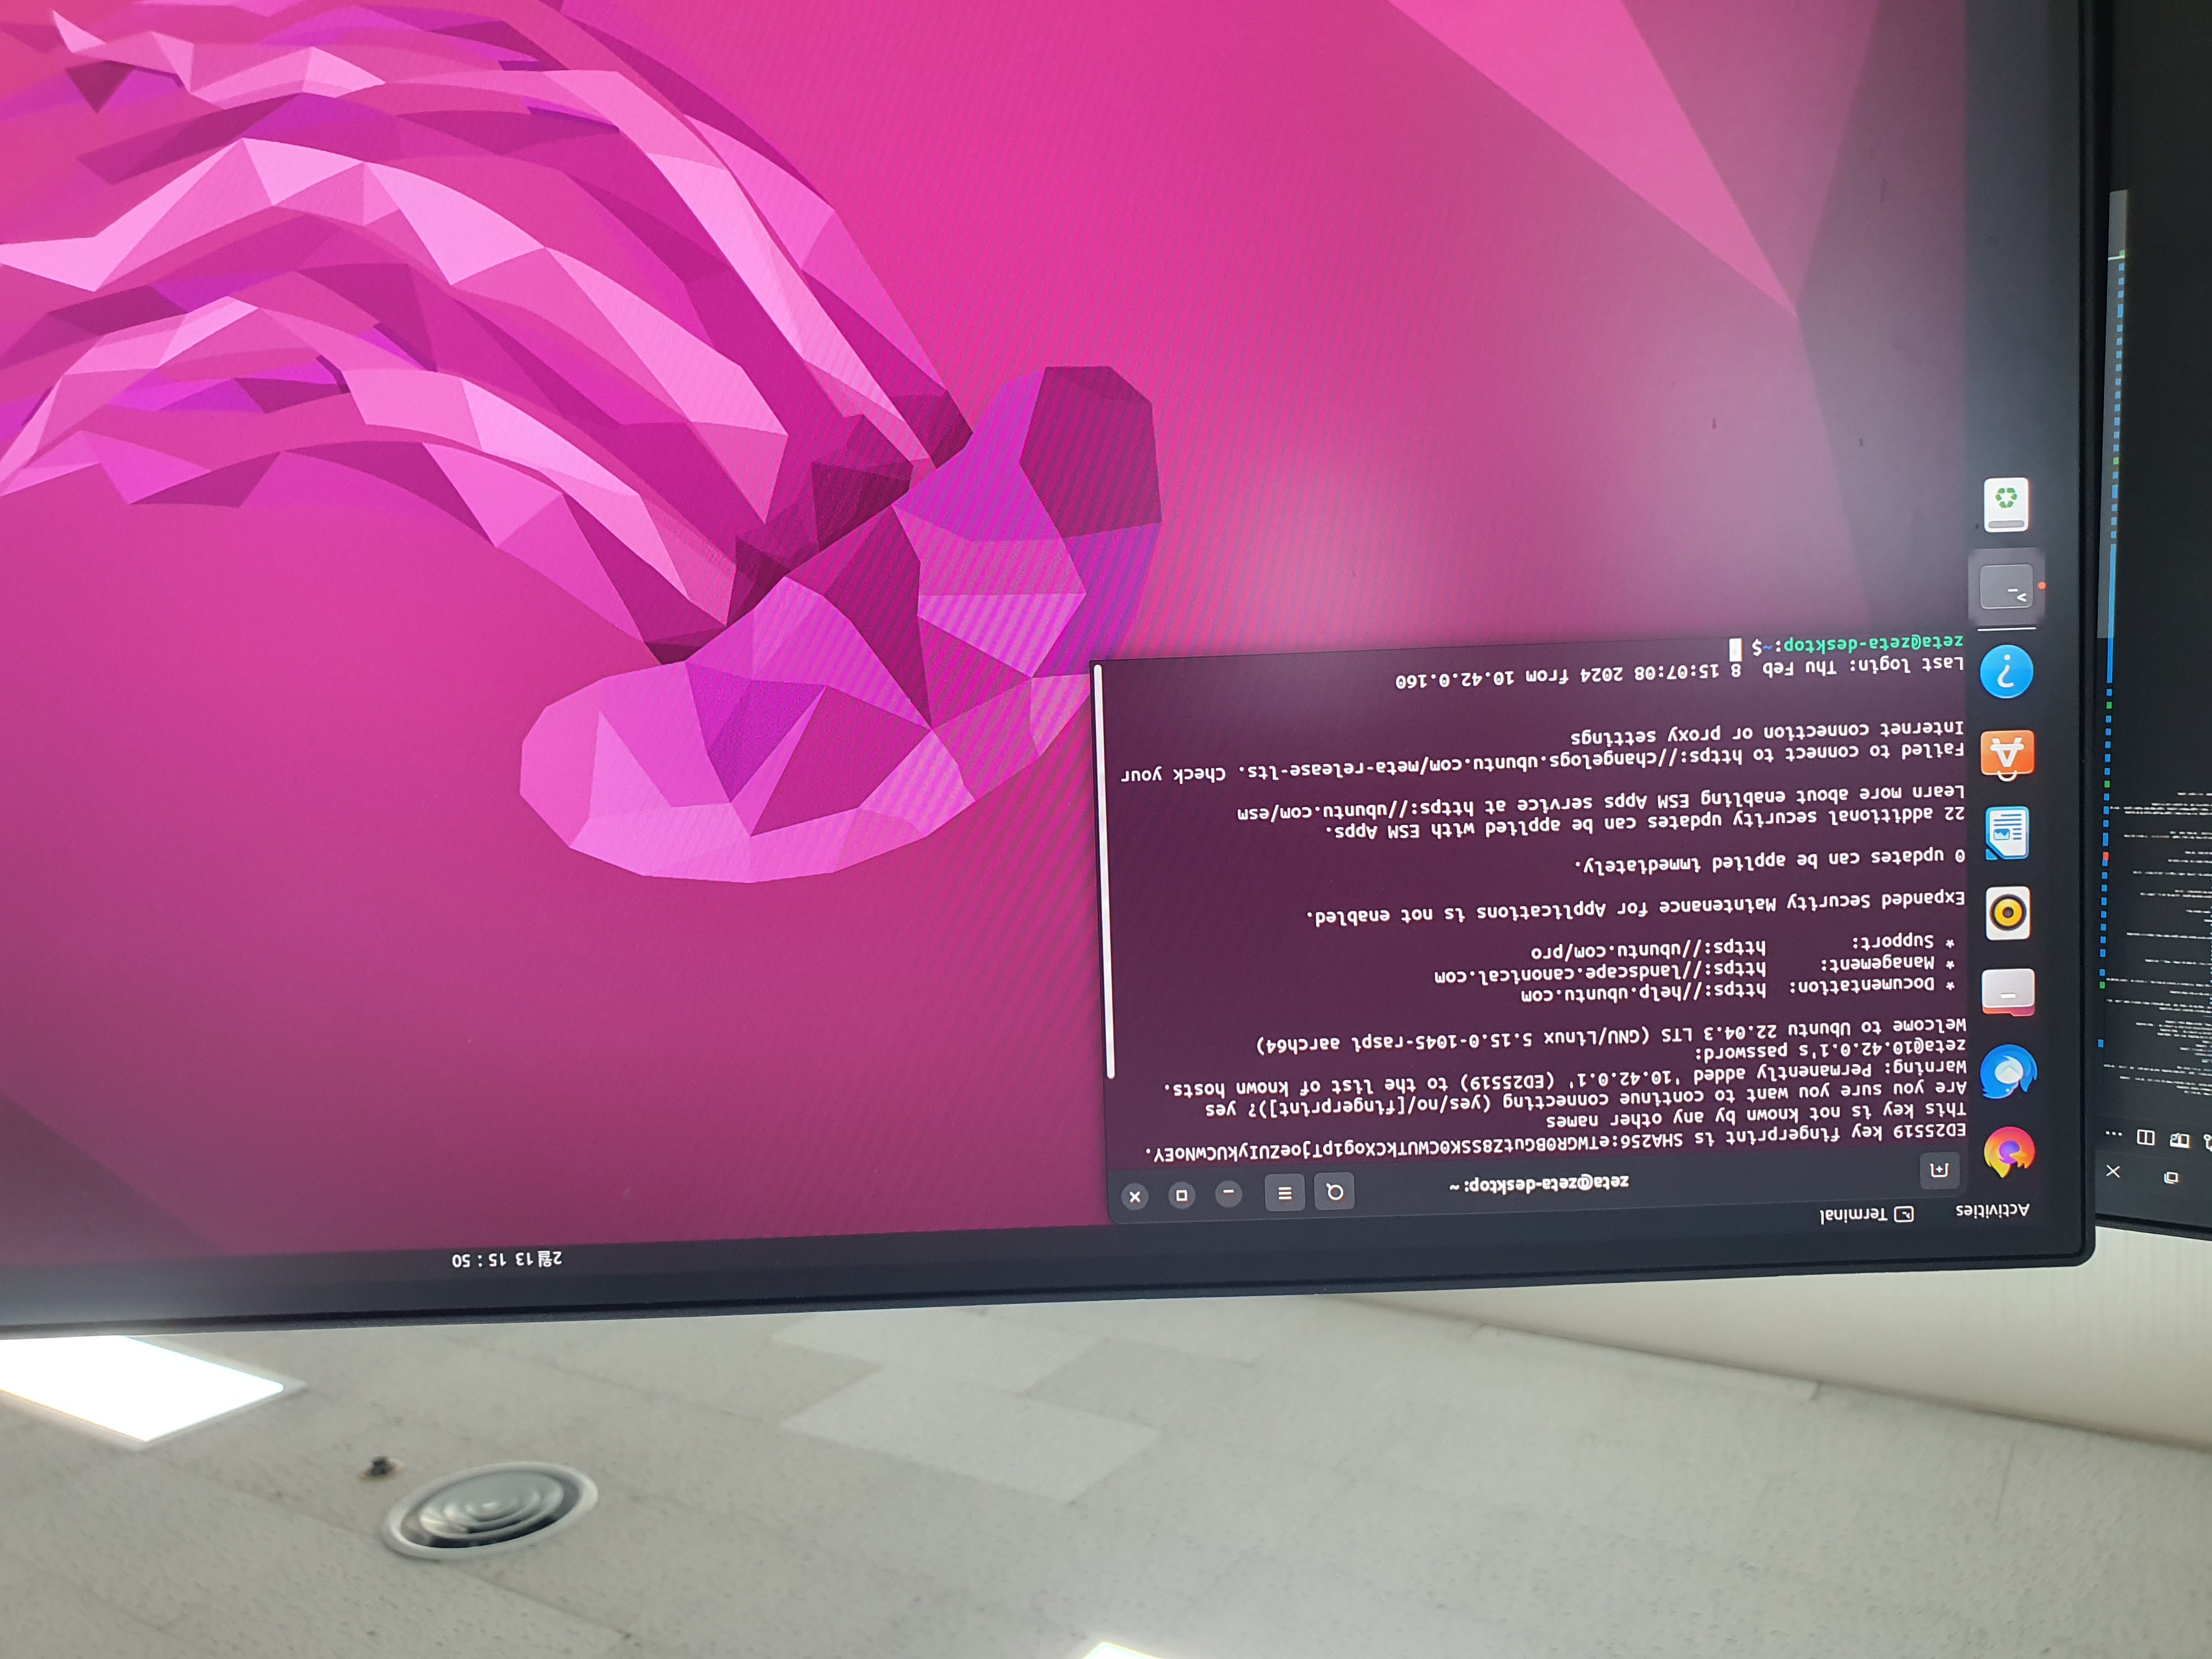 2월 13 15 : 50
Activities
Terminal
zeta@zeta-desktop: ~
ED25519 key fingerprint is SHA256:eTWGR0BGutZ8SSK0CWUTkCXog1pTjoeZUIykUCwNoEY.
This key is not known by any other names
Are you sure you want to continue connecting (yes/no/[fingerprint])? yes
Warning: Permanently added '10.42.0.1' (ED25519) to the list of known hosts.
zeta@10.42.0.1's password:
Welcome to Ubuntu 22.04.3 LTS (GNU/Linux 5.15.0-1045-raspi aarch64)
* Documentation: https://help.ubuntu.com
* Management: https://landscape.canonical.com
* Support: https://ubuntu.com/pro
Expanded Security Maintenance for Applications is not enabled.
0 updates can be applied immediately.
22 additional security updates can be applied with ESM Apps.
Learn more about enabling ESM Apps service at https://ubuntu.com/esm
Failed to connect to https://changelogs.ubuntu.com/meta-release-lts. Check your
Internet connection or proxy settings
Last login: Thu Feb  8 15:07:08 2024 from 10.42.0.160
zeta@zeta-desktop:~$